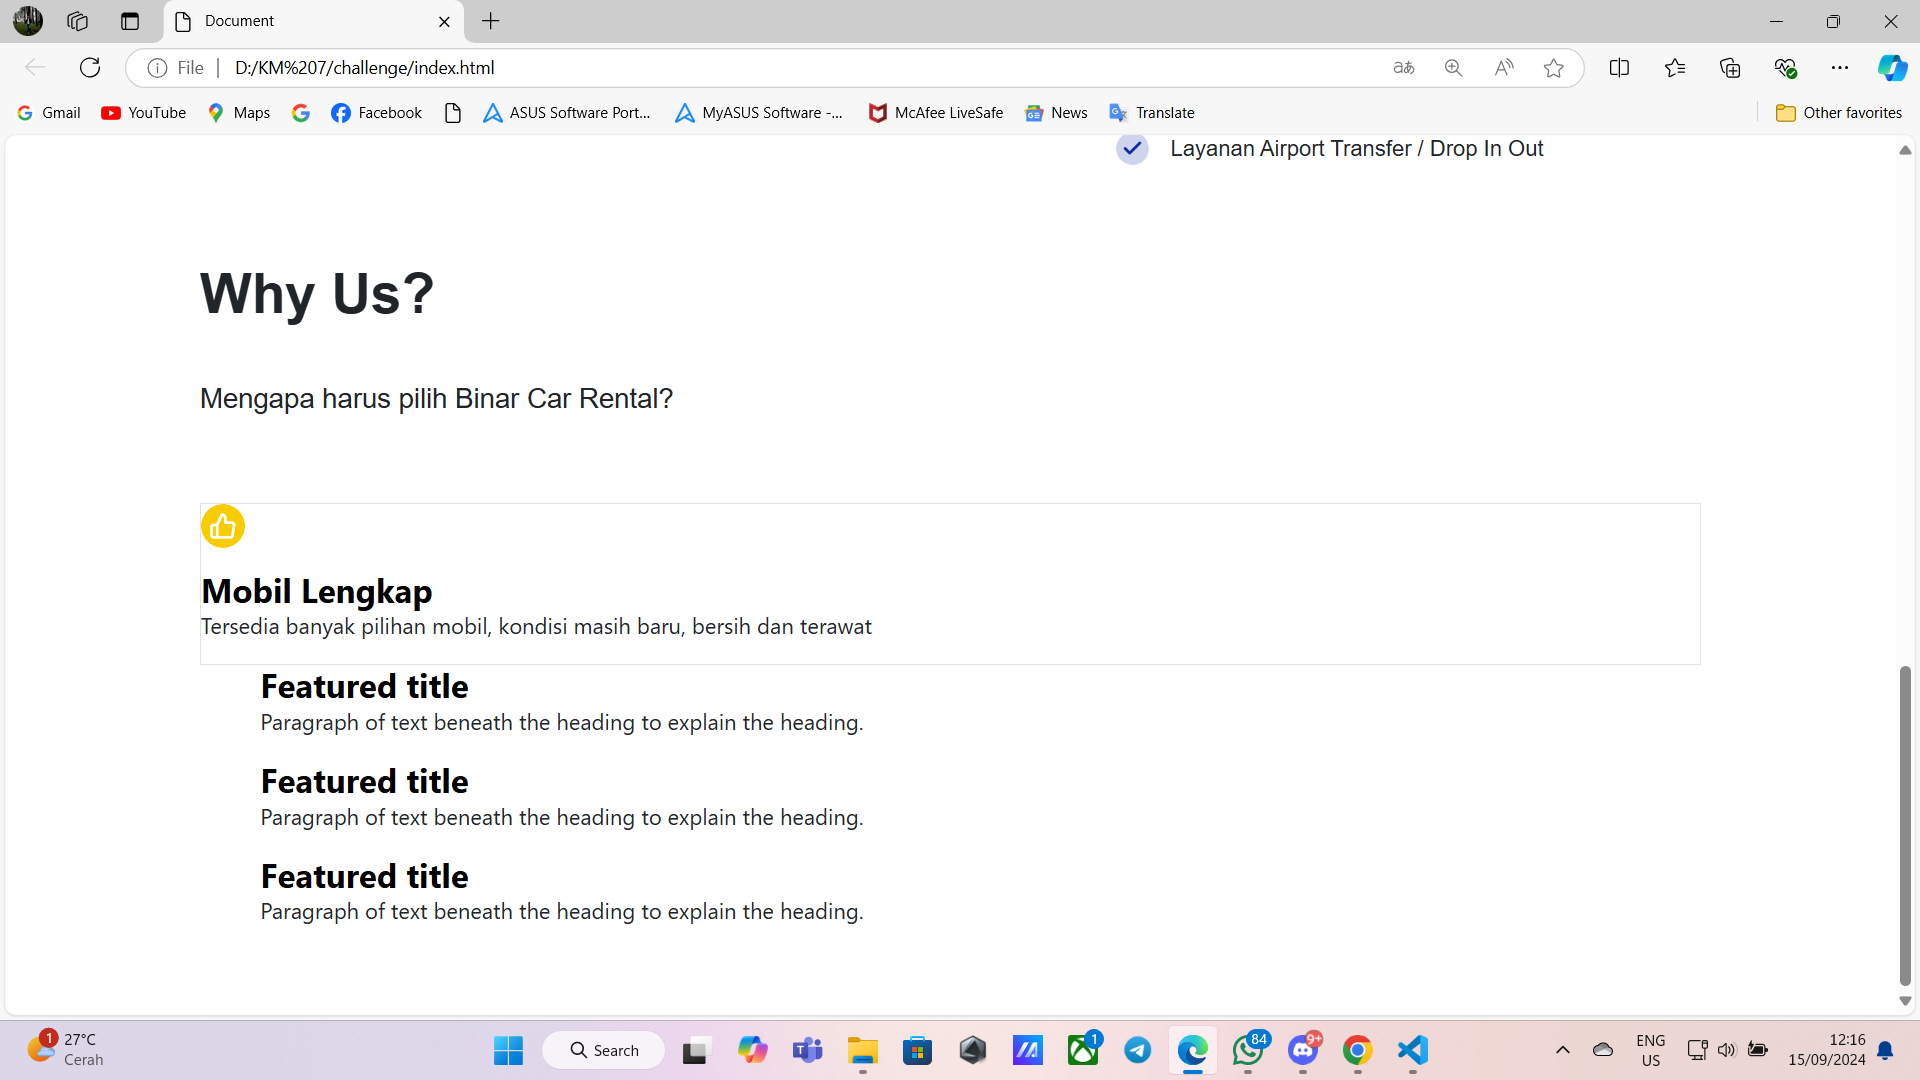 Document
File
D:/KM%207/challenge/index.html
Gmail
YouTube
Maps
Facebook
ASUS Software Port...
MyASUS Software -...
McAfee LiveSafe
News
Translate
Other favorites
Layanan Airport Transfer / Drop In Out
Why Us?
Mengapa harus pilih Binar Car Rental?
Mobil Lengkap
Tersedia banyak pilihan mobil, kondisi masih baru, bersih dan terawat
Featured title
Paragraph of text beneath the heading to explain the heading.
Featured title
Paragraph of text beneath the heading to explain the heading.
Featured title
Paragraph of text beneath the heading to explain the heading.
1
27°C
Cerah
Search
1
84
9+
ENG
US
12:16
15/09/2024